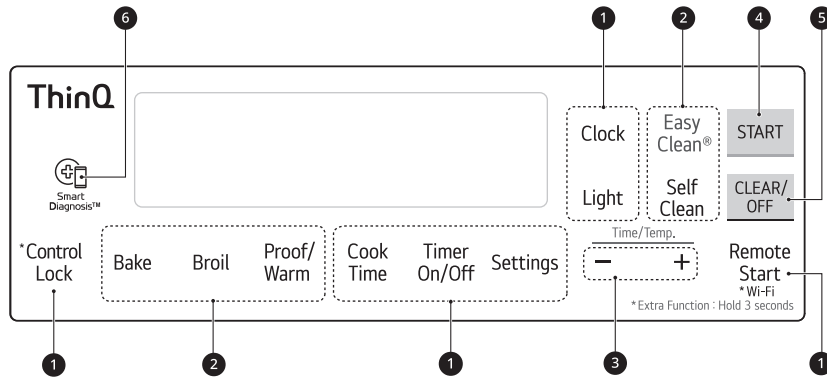 6
1
2
4
5
ThinQ
Clock
Easy
Clean®
START
Light
Self
Clean
CLEAR/
OFF
Smart
Diagnosis™
Time/Temp.
*Control
Lock
Bake
Broil
Proof/
Warm
Cook
Time
Timer
On/Off
Settings
− +
Remote
Start
*Wi-Fi
*Extra Function : Hold 3 seconds
1
2
1
3
1